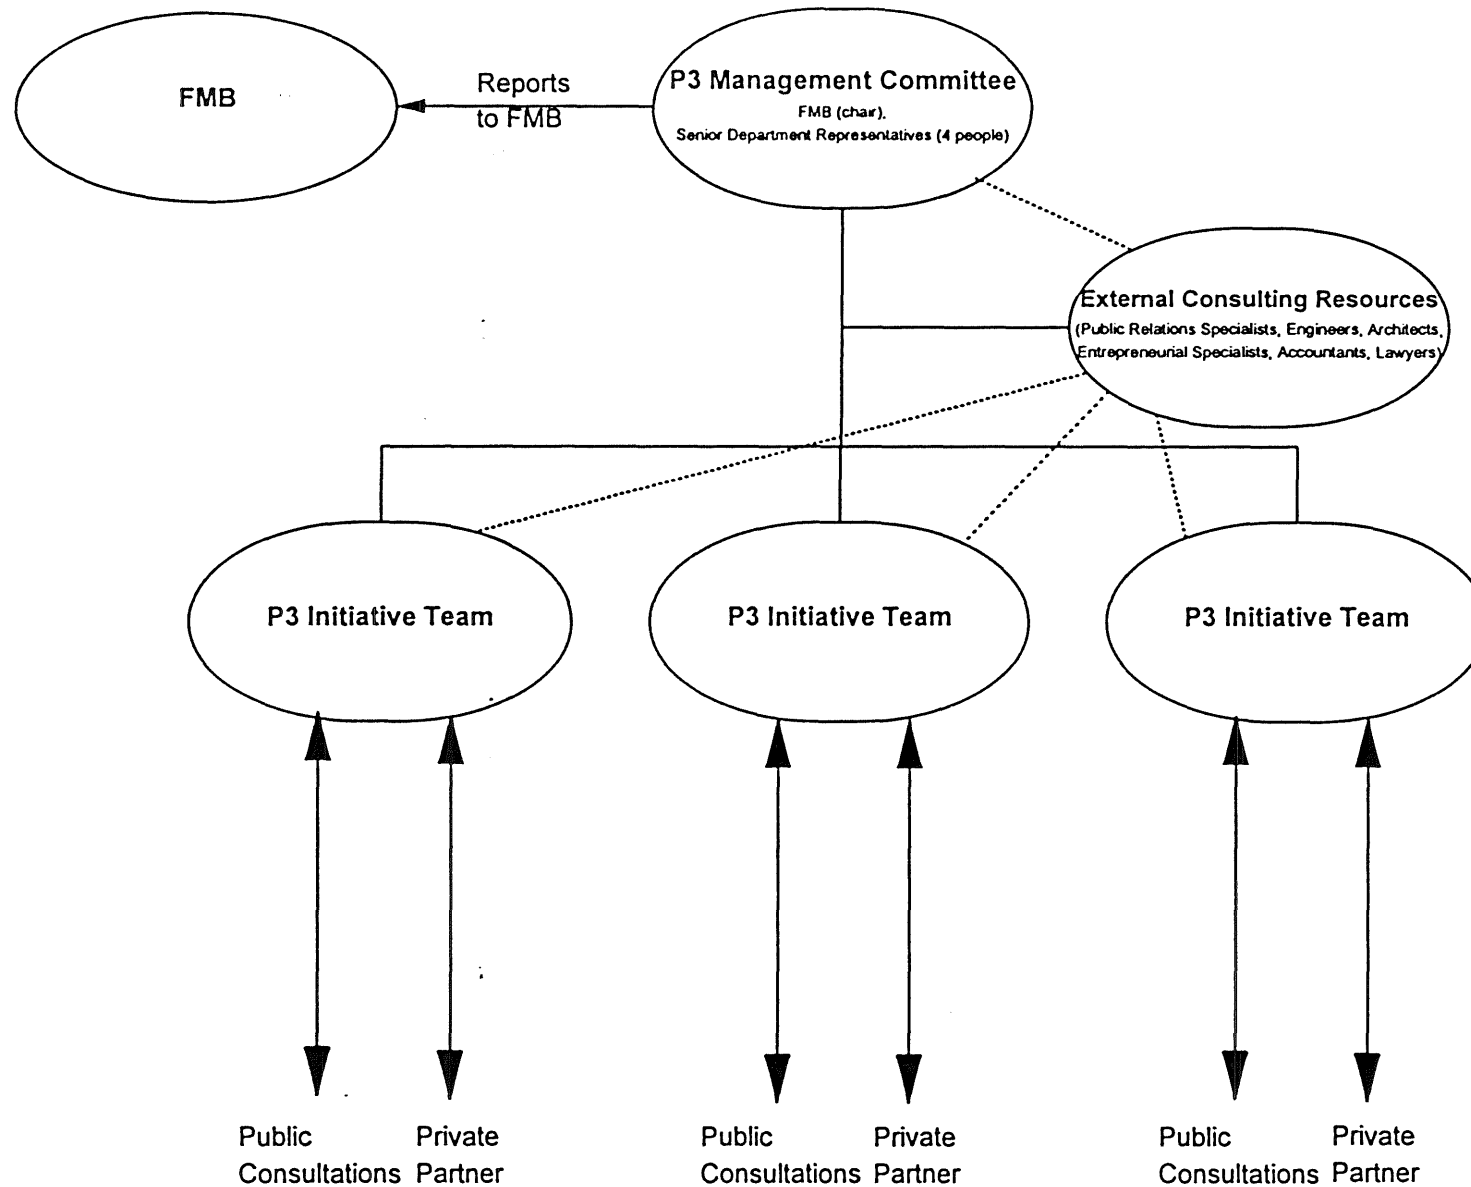 FMB
Reports
to FMB
P3 Management Committee
FMB (chair),
Senior Department Representatives (4 people)
External Consulting Resources
(Public Relations Specialists, Engineers, Architects,
Entrepreneurial Specialists, Accountants, Lawyers)
P3 Initiative Team
P3 Initiative Team
P3 Initiative Team
Public
Consultations
Private
Partner
Public
Consultations
Private
Partner
Public
Consultations
Private
Partner